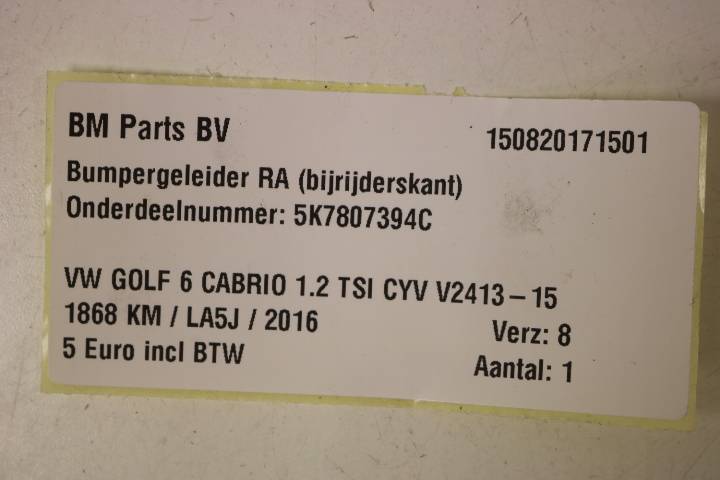 BM Parts BV 150820171501
Bumpergeleider RA (bijrijderskant)
Onderdeelnummer: 5K7807394C
VW GOLF 6 CABRIO 1.2 TSI CYV V2413-15
1868 KM / LA5J / 2016 Verz: 8
5 Euro incl BTW Aantal: 1